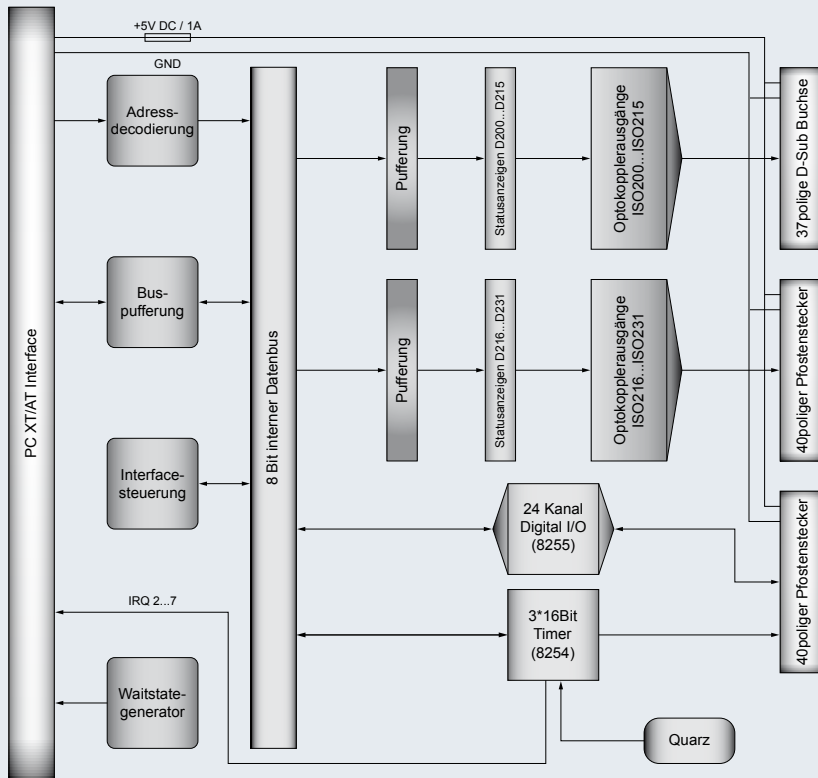 +5V DC / 1A
GND
PC XT/AT Interface
Adress-
decodierung
Bus-
pufferung
Interface-
steuerung
IRQ 2...7
Waitstate-
generator
8 Bit interner Datenbus
Pufferung
Statusanzeigen D200...D215
Optokopplerausgänge
ISO200...ISO215
37polige D-Sub Buchse
Pufferung
Statusanzeigen D216...D231
Optokopplerausgänge
ISO216...ISO231
40poliger Pfostenstecker
24 Kanal
Digital I/O
(8255)
3*16Bit
Timer
(8254)
40poliger Pfostenstecker
Quarz